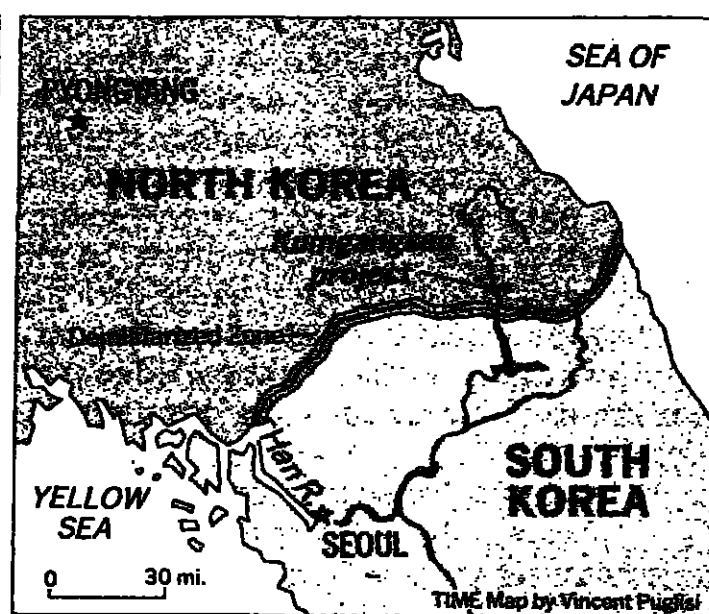 SEA OF
JAPAN
PYONGYANG
NORTH KOREA
Kumgangsan
project
Demilitarized Zone
Han R.
SOUTH
KOREA
YELLOW
SEA
SEOUL
0 30 mi.
TIME Map by Vincent Puglisi